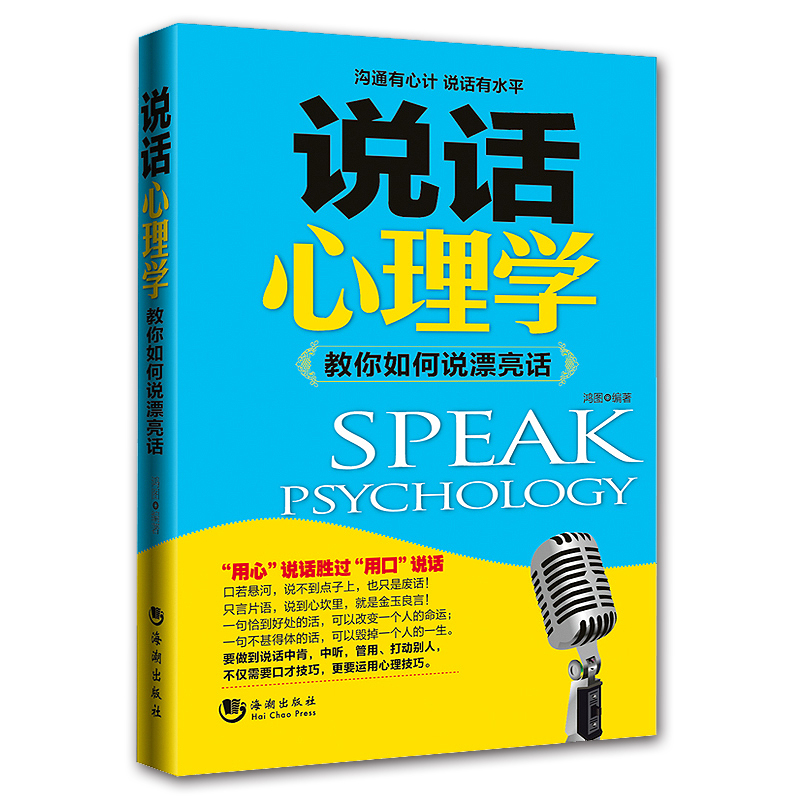 沟通有心计 说话有水平
说话
心理学
教你如何说漂亮话
鸿图 编著
SPEAK
PSYCHOLOGY
“用心”说话胜过“用口”说话
口若悬河，说不到点子上，也只是废话！
只言片语，说到心坎里，就是金玉良言！
一句恰到好处的活，可以改变一个人的命运；
一句不甚得体的话，可以毁掉一个人的一生。
要做到说话中肯，中听，管用、打动别人，
不仅需要口才技巧，更要运用心理技巧。
海潮出版社
Hai Chao Press
说话心理学
教你如何说漂亮话
鸿图 编著
海潮出版社